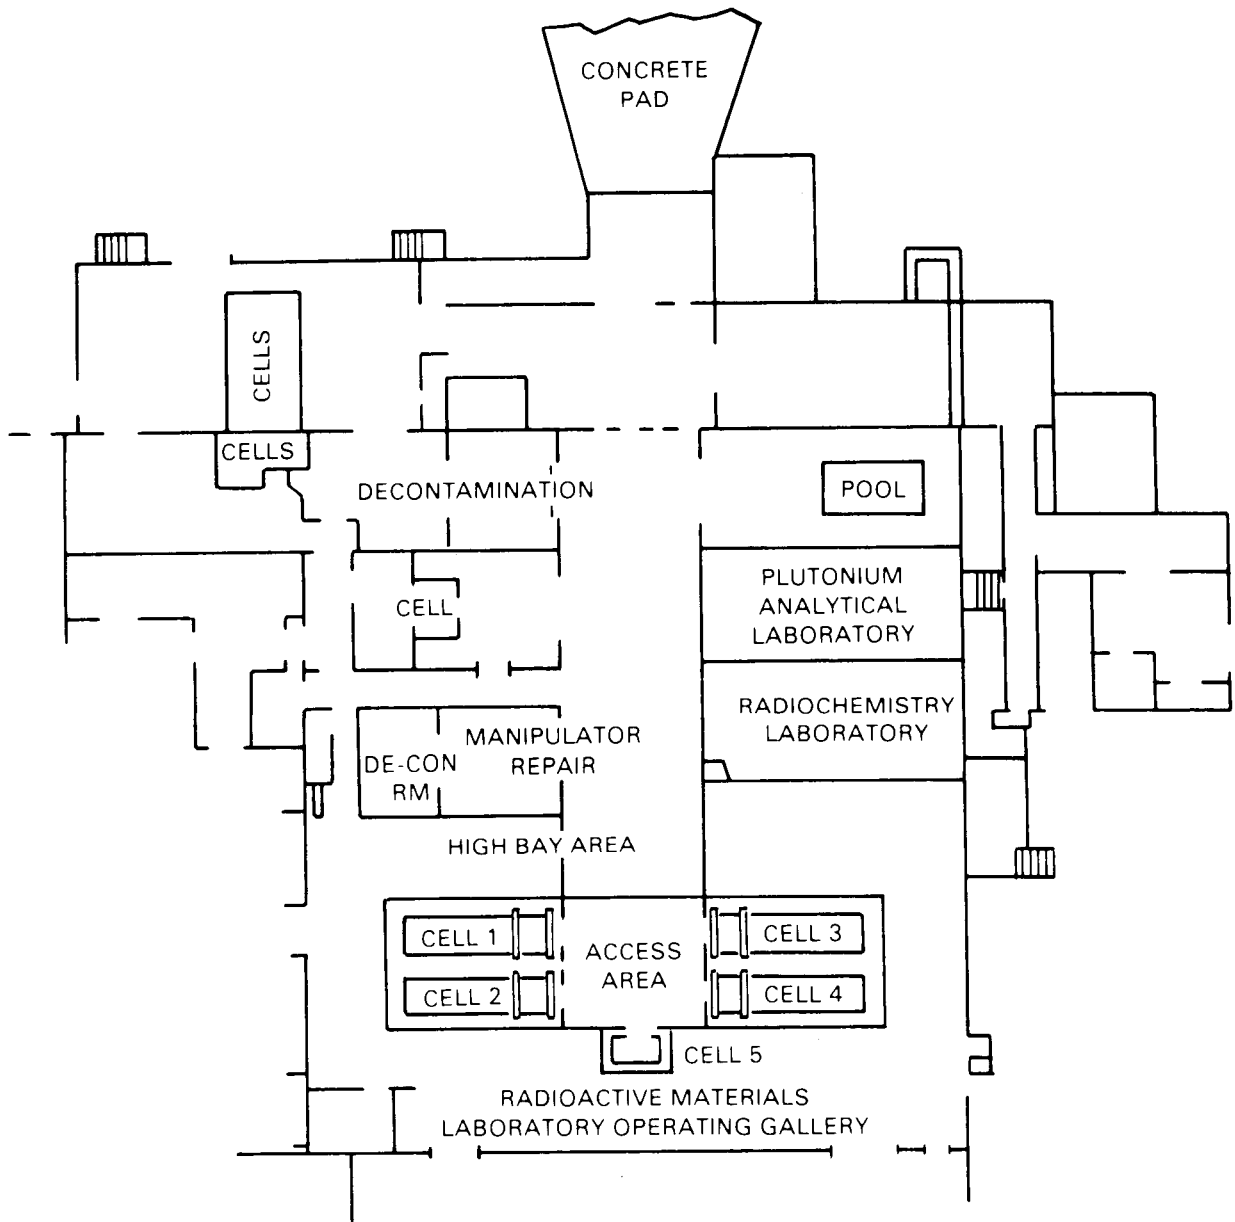 CONCRETE
PAD
CELLS
CELLS
DECONTAMINATION
POOL
CELL
PLUTONIUM
ANALYTICAL
LABORATORY
RADIOCHEMISTRY
LABORATORY
DE-CON
RM
MANIPULATOR
REPAIR
HIGH BAY AREA
CELL 1
CELL 2
ACCESS
AREA
CELL 3
CELL 4
CELL 5
RADIOACTIVE MATERIALS
LABORATORY OPERATING GALLERY